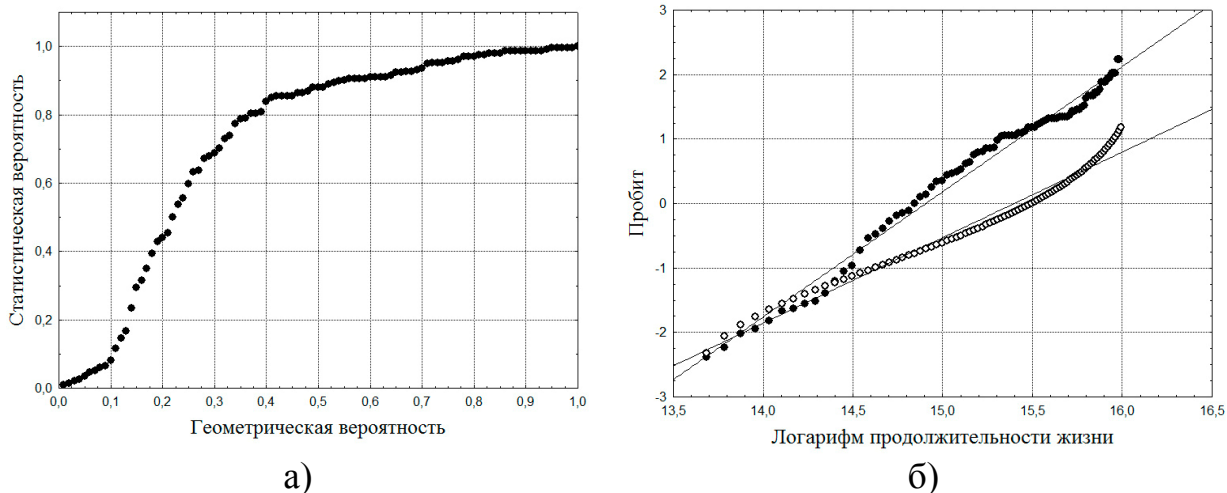 Статистическая вероятность
1,0
0,8
0,6
0,4
0,2
0,0
0,0 0,1 0,2 0,3 0,4 0,5 0,6 0,7 0,8 0,9 1,0
Геометрическая вероятность
а)
Пробит
3
2
1
0
-1
-2
-3
13,5 14,0 14,5 15,0 15,5 16,0 16,5
Логарифм продолжительности жизни
б)